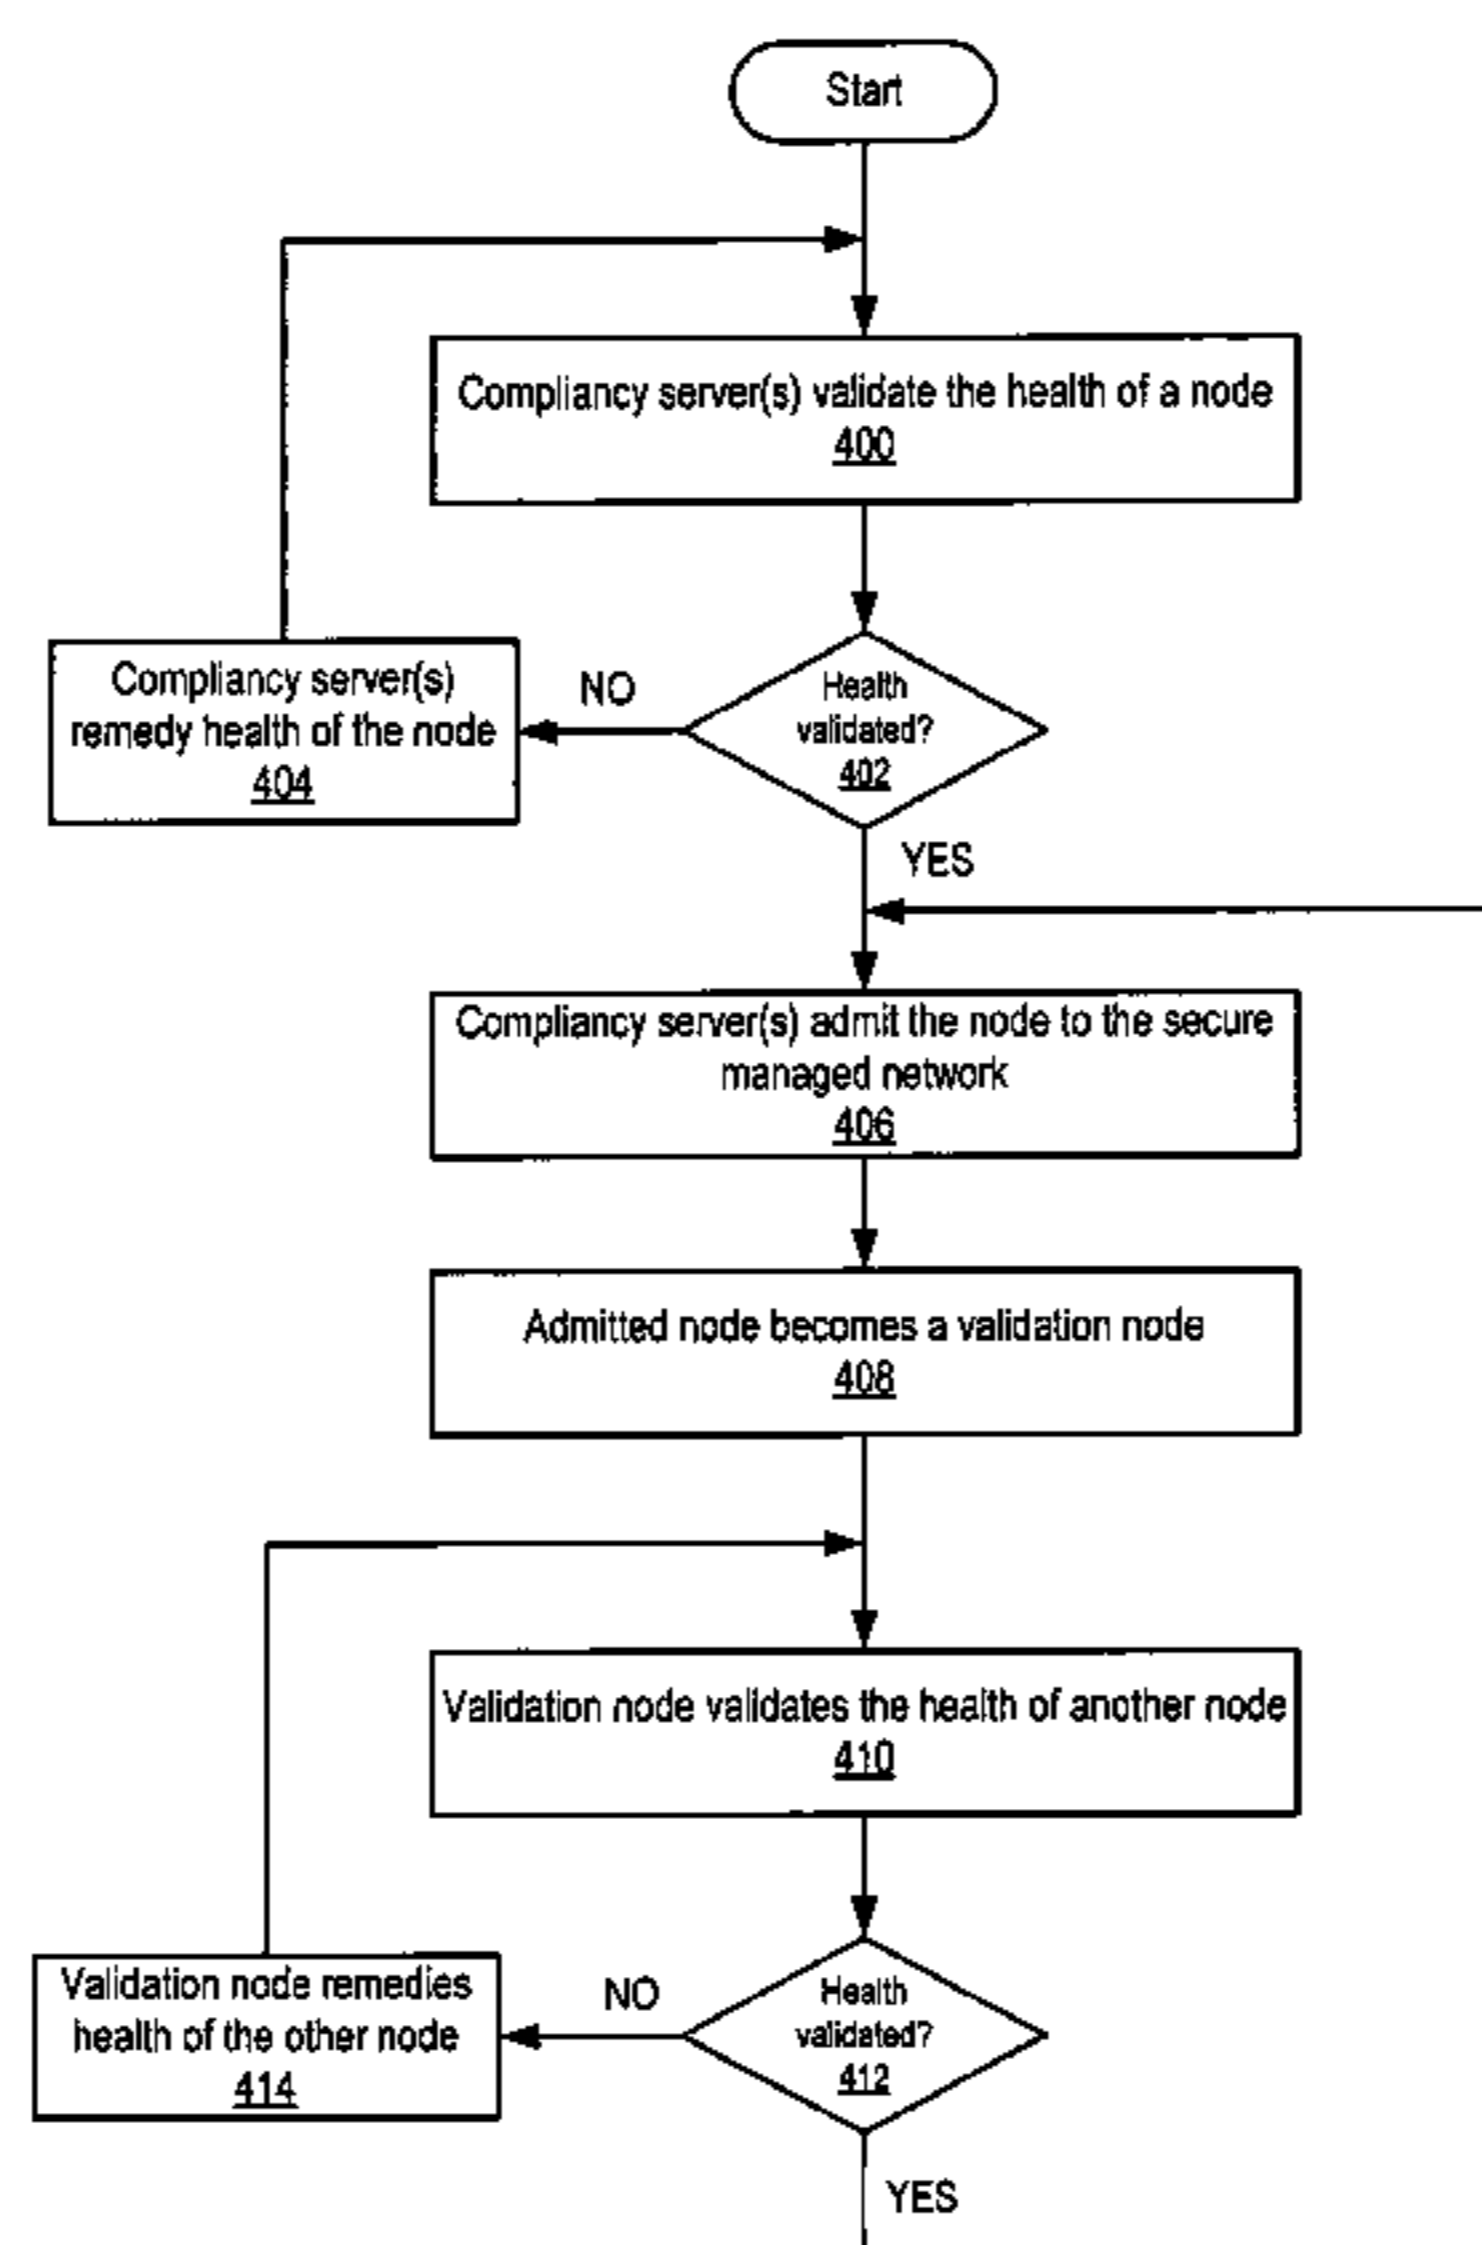 Start
Compliancy server(s) validate the health of a node
400
Compliancy server(s)
remedy health of the node
404
NO
Health
validated?
402
YES
Compliancy server(s) admit the node to the secure
managed network
406
Admitted node becomes a validation node
408
Validation node validates the health of another node
410
Validation node remedies
health of the other node
414
NO
Health
validated?
412
YES